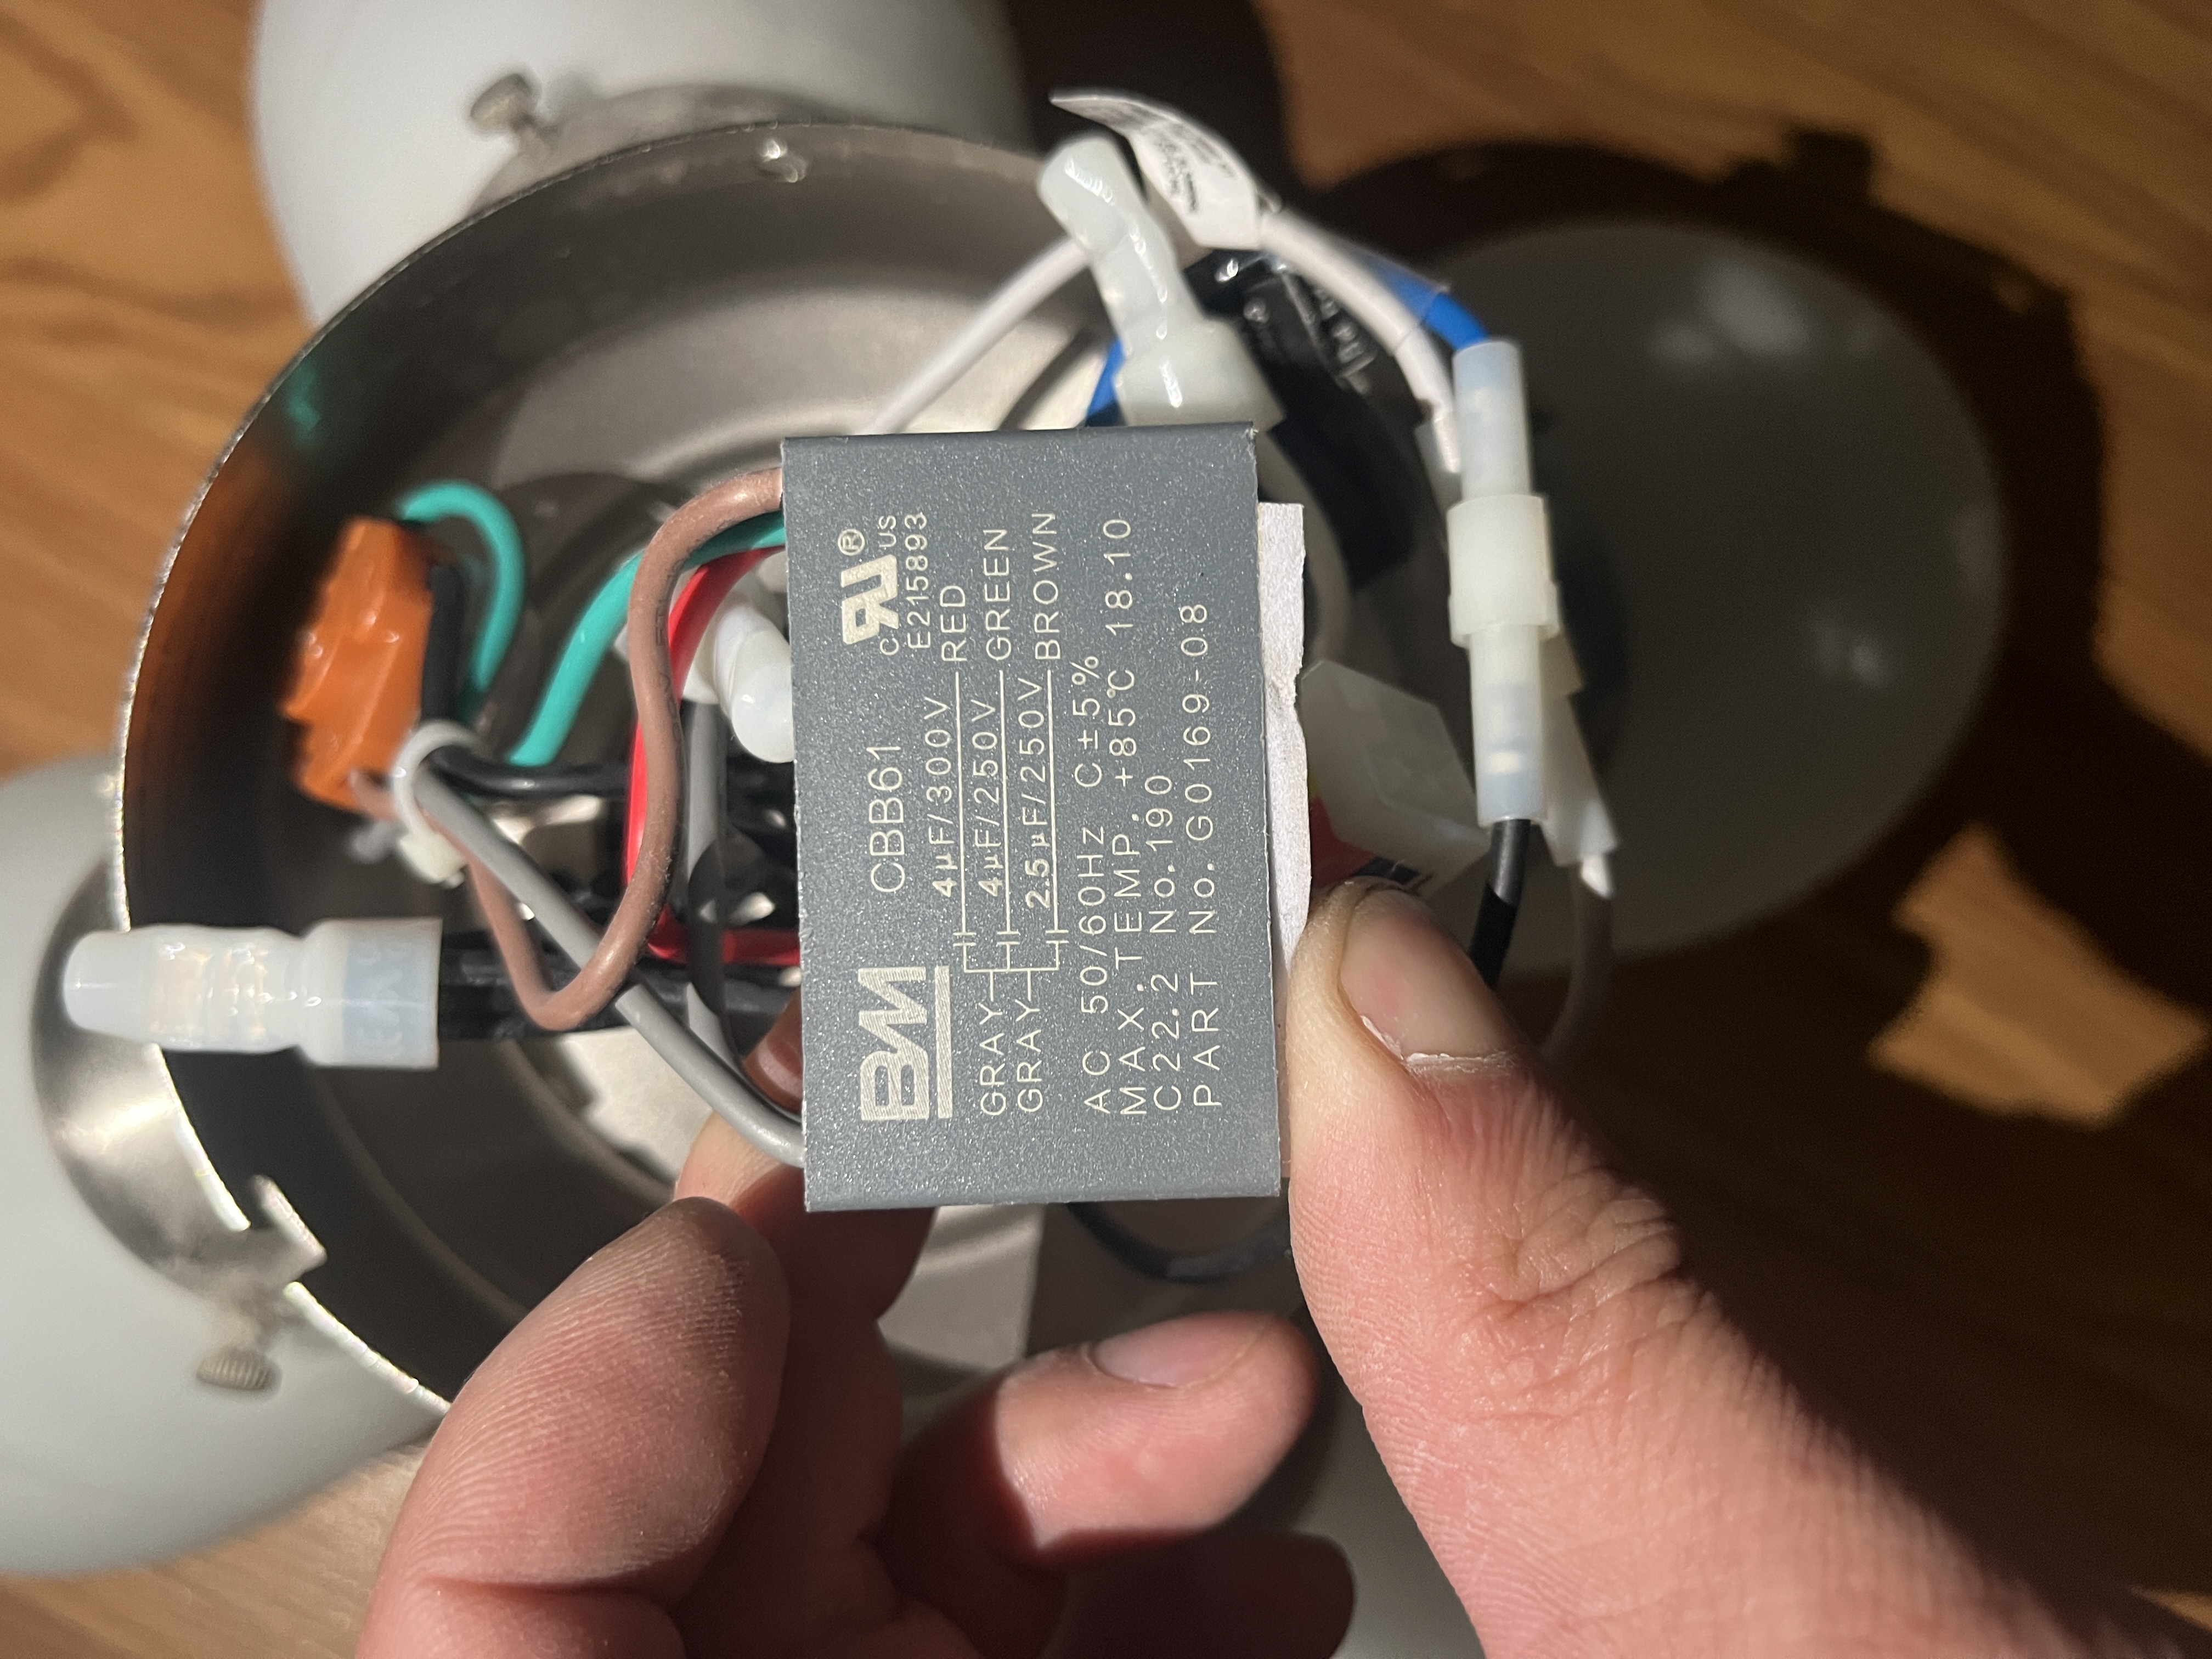 BM CBB61 c RU® US
E215893
4µF/300V RED
GRAY 4µF/250V GREEN
GRAY 2.5µF/250V BROWN
AC 50/60Hz C±5%
MAX.TEMP. +85℃ 18.10
C22.2 No.190
PART No.G0169-08